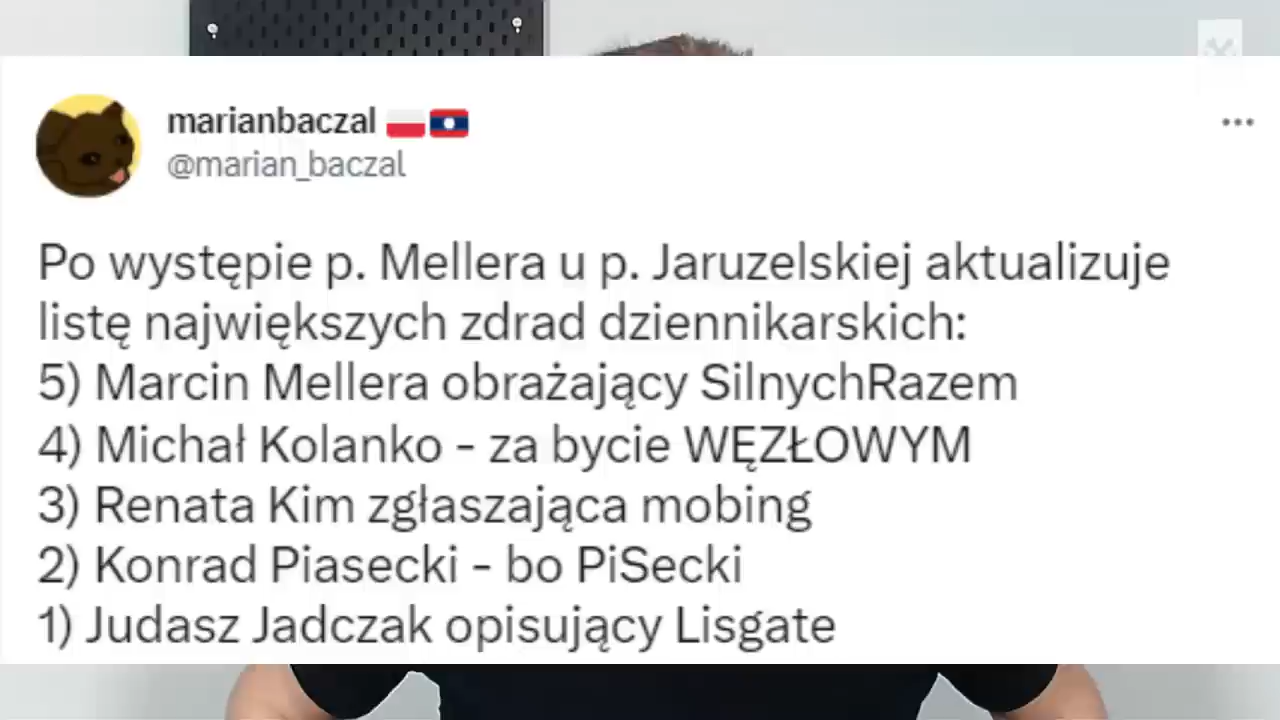 marianbaczal
@marian_baczal
Po występie p. Mellera u p. Jaruzelskiej aktualizuje
listę największych zdrad dziennikarskich:
5) Marcin Mellera obrażający SilnychRazem
4) Michał Kolanko - za bycie WĘZŁOWYM
3) Renata Kim zgłaszająca mobing
2) Konrad Piasecki - bo PiSecki
1) Judasz Jadczak opisujący Lisgate